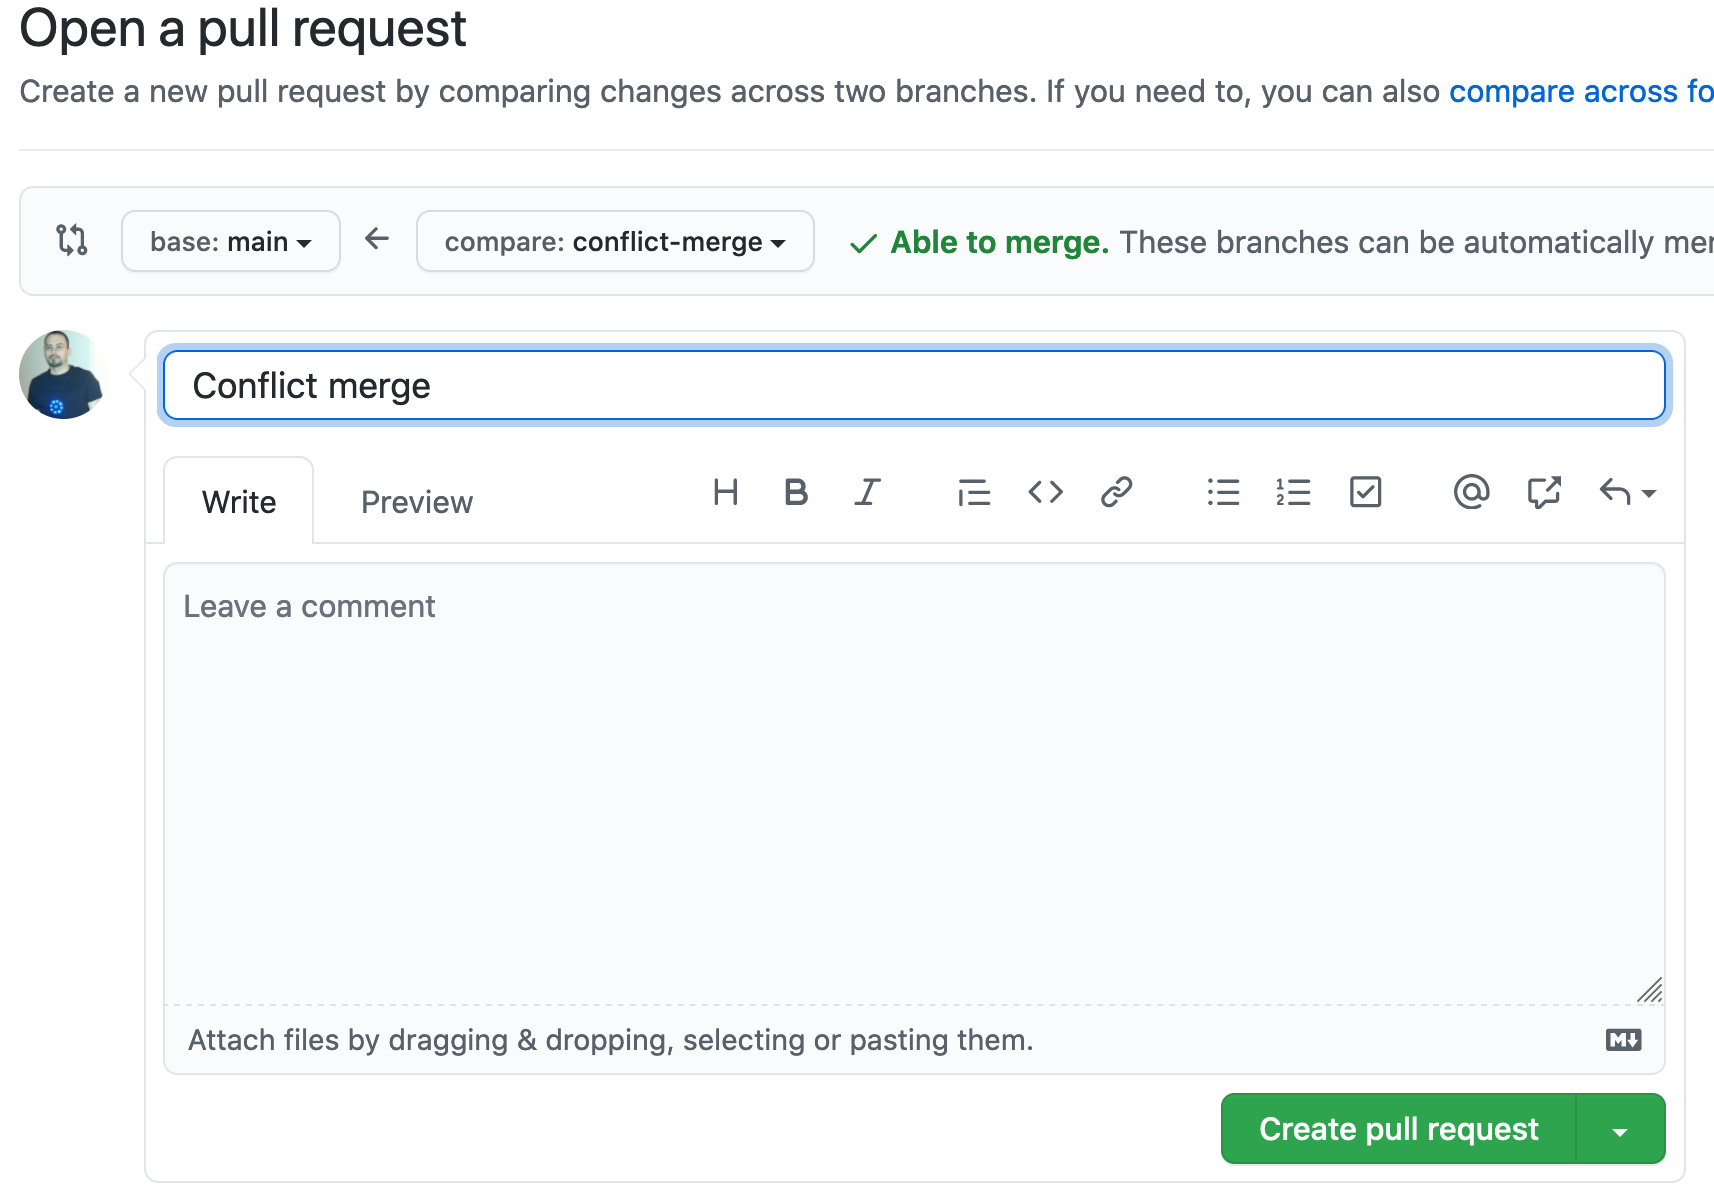 Open a pull request
Create a new pull request by comparing changes across two branches. If you need to, you can also compare across fo
base: main
compare: conflict-merge
Able to merge. These branches can be automatically mer
Conflict merge
Write
Preview
Leave a comment
Attach files by dragging & dropping, selecting or pasting them.
Create pull request